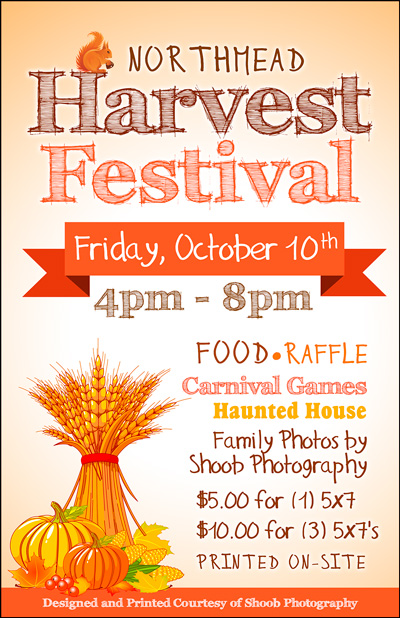 NORTHMEAD
Harvest
Festival
Friday, October 10th
4pm - 8pm
FOOD • RAFFLE
Carnival Games
Haunted House
Family Photos by
Shoob Photography
$5.00 for (1) 5x7
$10.00 for (3) 5x7's
PRINTED ON-SITE
Designed and Printed Courtesy of Shoob Photography